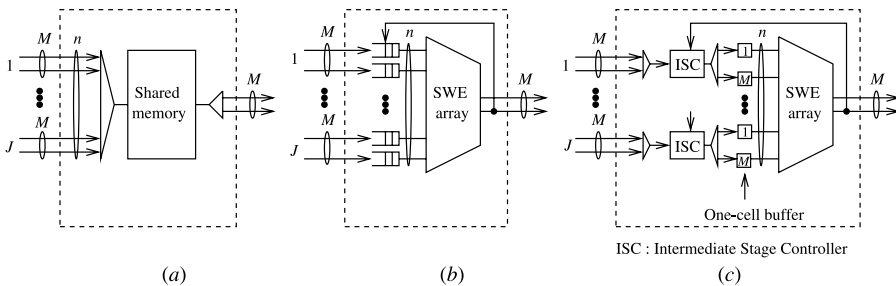 M
n
1
Shared
memory
M
M
J
(a)
M
n
1
SWE
array
M
M
J
(b)
M
n
1
ISC
1
M
SWE
array
M
M
J
ISC
1
M
One-cell buffer
ISC : Intermediate Stage Controller
(c)